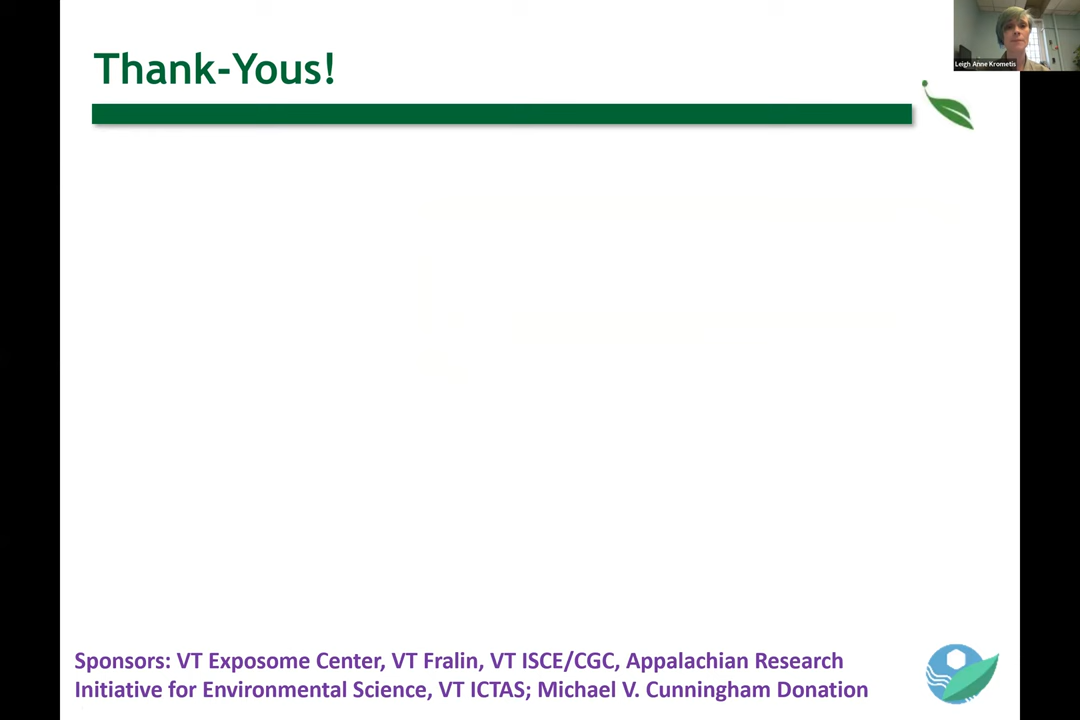 Thank-Yous!
Leigh Anne Krometis
Sponsors: VT Exposome Center, VT Fralin, VT ISCE/CGC, Appalachian Research
Initiative for Environmental Science, VT ICTAS; Michael V. Cunningham Donation